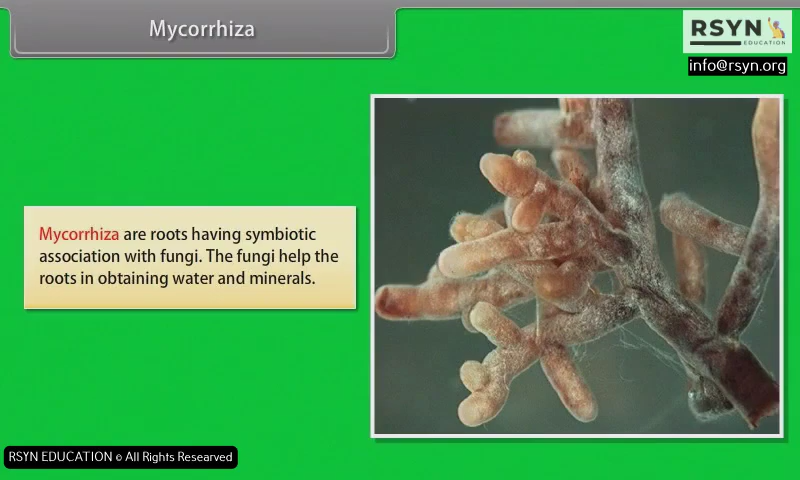 Mycorrhiza
RSYN
EDUCATION
info@rsyn.org
Mycorrhiza are roots having symbiotic
association with fungi. The fungi help the
roots in obtaining water and minerals.
RSYN EDUCATION © All Rights Researved